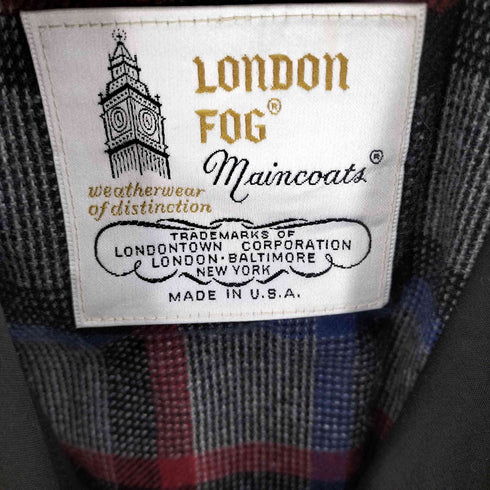 LONDON
FOG®
Maincoats®
weatherwear
of distinction
TRADEMARKS OF
LONDONTOWN CORPORATION
LONDON · BALTIMORE
NEW YORK
MADE IN U.S.A.